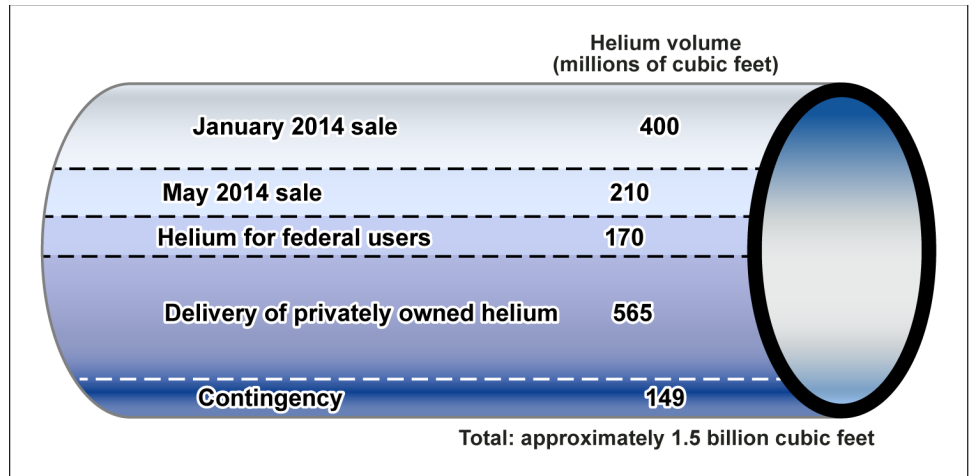 Helium volume
(millions of cubic feet)
January 2014 sale 400
May 2014 sale 210
Helium for federal users 170
Delivery of privately owned helium 565
Contingency 149
Total: approximately 1.5 billion cubic feet